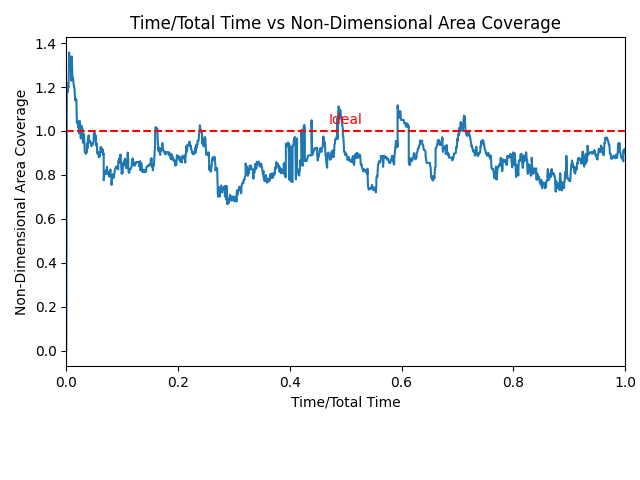 Time/Total Time vs Non-Dimensional Area Coverage
Non-Dimensional Area Coverage
1.4
1.2
1.0
0.8
0.6
0.4
0.2
0.0
Ideal
0.0 0.2 0.4 0.6 0.8 1.0
Time/Total Time